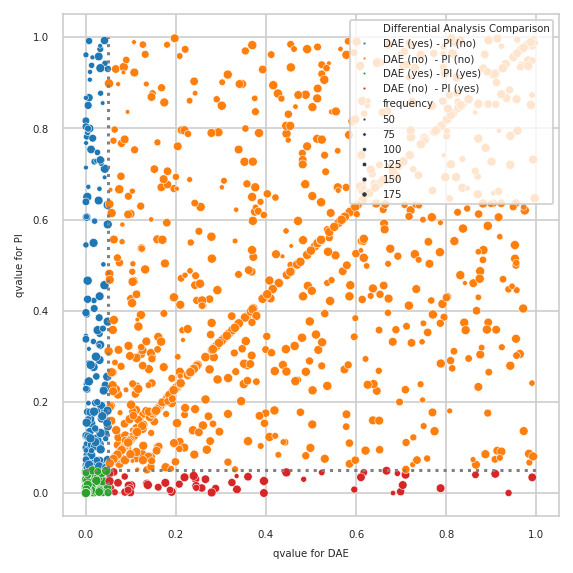 Differential Analysis Comparison
DAE (yes) - PI (no)
DAE (no)  - PI (no)
DAE (yes) - PI (yes)
DAE (no)  - PI (yes)
frequency
50
75
100
125
150
175
1.0
0.8
0.6
0.4
0.2
0.0
qvalue for PI
0.0
0.2
0.4
0.6
0.8
1.0
qvalue for DAE